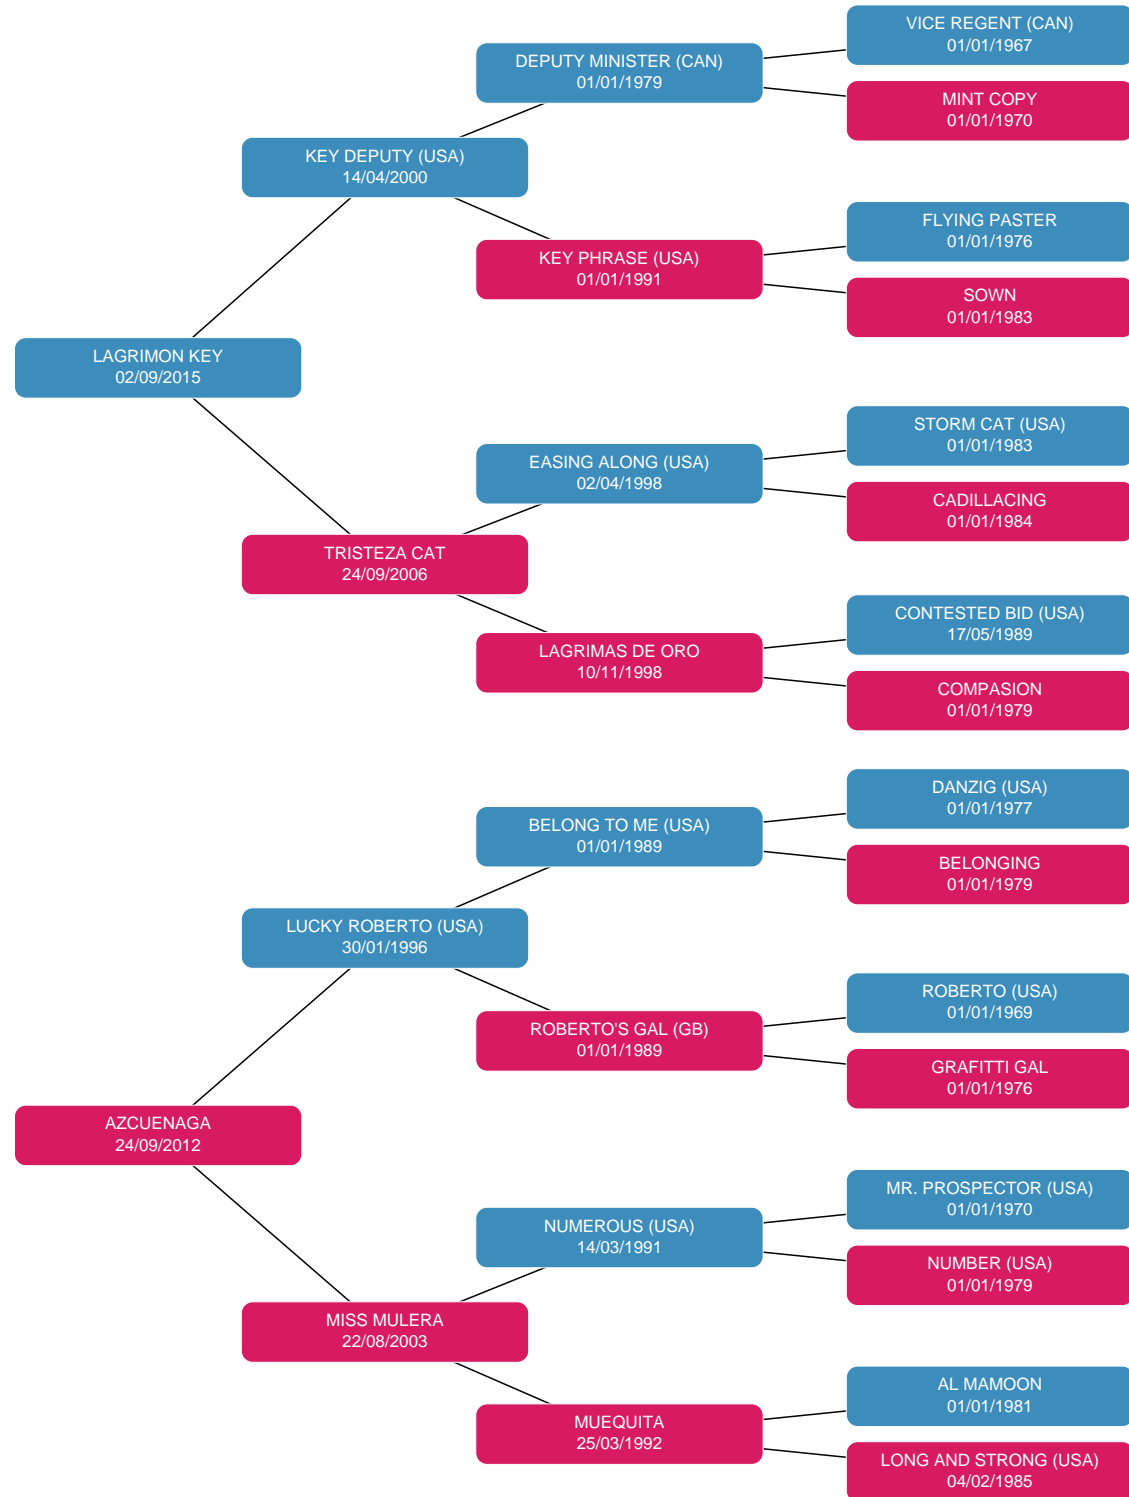 VICE REGENT (CAN)
01/01/1967
DEPUTY MINISTER (CAN)
01/01/1979
MINT COPY
01/01/1970
KEY DEPUTY (USA)
14/04/2000
FLYING PASTER
01/01/1976
KEY PHRASE (USA)
01/01/1991
SOWN
01/01/1983
LAGRIMON KEY
02/09/2015
STORM CAT (USA)
01/01/1983
EASING ALONG (USA)
02/04/1998
CADILLACING
01/01/1984
TRISTEZA CAT
24/09/2006
CONTESTED BID (USA)
17/05/1989
LAGRIMAS DE ORO
10/11/1998
COMPASION
01/01/1979
DANZIG (USA)
01/01/1977
BELONG TO ME (USA)
01/01/1989
BELONGING
01/01/1979
LUCKY ROBERTO (USA)
30/01/1996
ROBERTO (USA)
01/01/1969
ROBERTO'S GAL (GB)
01/01/1989
GRAFITTI GAL
01/01/1976
AZCUENAGA
24/09/2012
MR. PROSPECTOR (USA)
01/01/1970
NUMEROUS (USA)
14/03/1991
NUMBER (USA)
01/01/1979
MISS MULERA
22/08/2003
AL MAMOON
01/01/1981
MUEQUITA
25/03/1992
LONG AND STRONG (USA)
04/02/1985